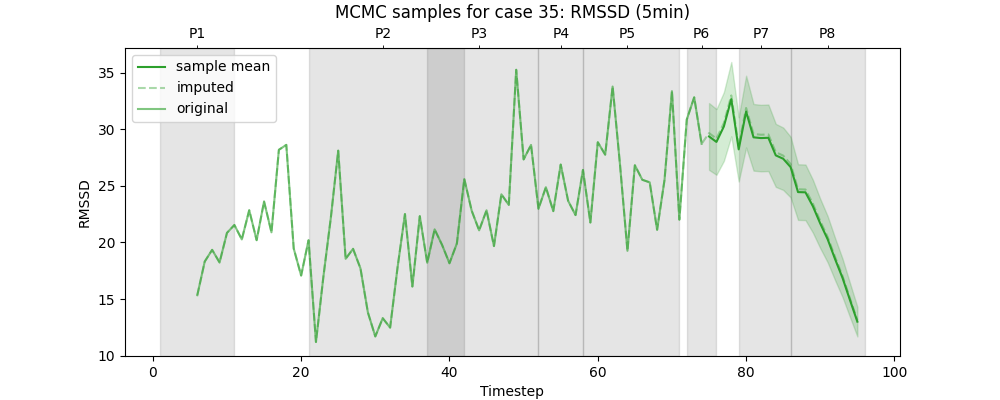 MCMC samples for case 35: RMSSD (5min)
P1 P2 P3 P4 P5 P6 P7 P8
sample mean
imputed
original
35
30
25
20
15
10
RMSSD
0 20 40 60 80 100
Timestep